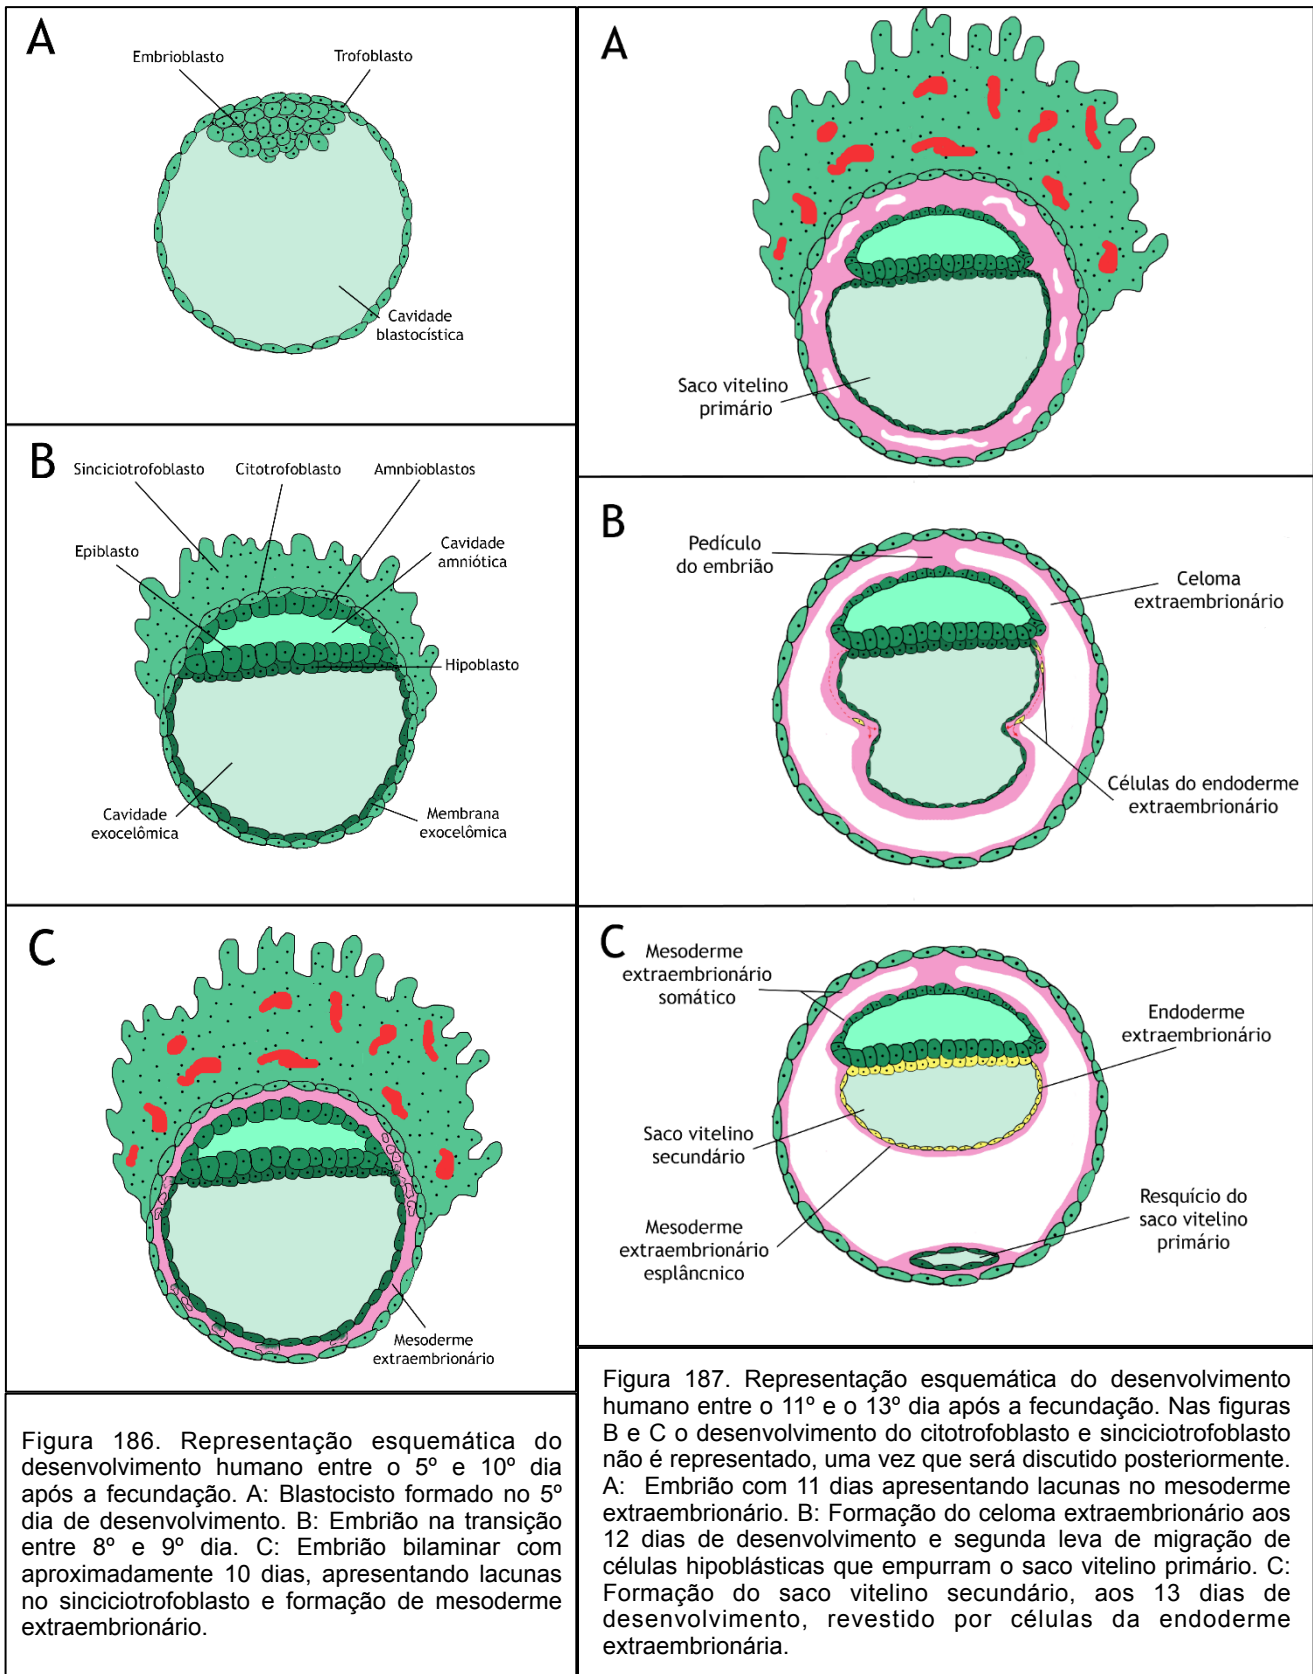 A
Embrioblasto
Trofoblasto
Cavidade
blastocística
B
Sinciciotrofoblasto
Citotrofoblasto
Amnbioblastos
Epiblasto
Cavidade
amniótica
Hipoblasto
Cavidade
exocelômica
Membrana
exocelômica
C
Mesoderme
extraembrionário
Figura 186. Representação esquemática do
desenvolvimento humano entre o 5º e 10º dia
após a fecundação. A: Blastocisto formado no 5º
dia de desenvolvimento. B: Embrião na transição
entre 8º e 9º dia. C: Embrião bilaminar com
aproximadamente 10 dias, apresentando lacunas
no sinciciotrofoblasto e formação de mesoderme
extraembrionário.
A
Saco vitelino
primário
B
Pedículo
do embrião
Celoma
extraembrionário
Células do endoderme
extraembrionário
C
Mesoderme
extraembrionário
somático
Endoderme
extraembrionário
Saco vitelino
secundário
Mesoderme
extraembrionário
esplâncnico
Resquício do
saco vitelino
primário
Figura 187. Representação esquemática do desenvolvimento
humano entre o 11º e o 13º dia após a fecundação. Nas figuras
B e C o desenvolvimento do citotrofoblasto e sinciciotrofoblasto
não é representado, uma vez que será discutido posteriormente.
A: Embrião com 11 dias apresentando lacunas no mesoderme
extraembrionário. B: Formação do celoma extraembrionário aos
12 dias de desenvolvimento e segunda leva de migração de
células hipoblásticas que empurram o saco vitelino primário. C:
Formação do saco vitelino secundário, aos 13 dias de
desenvolvimento, revestido por células da endoderme
extraembrionária.